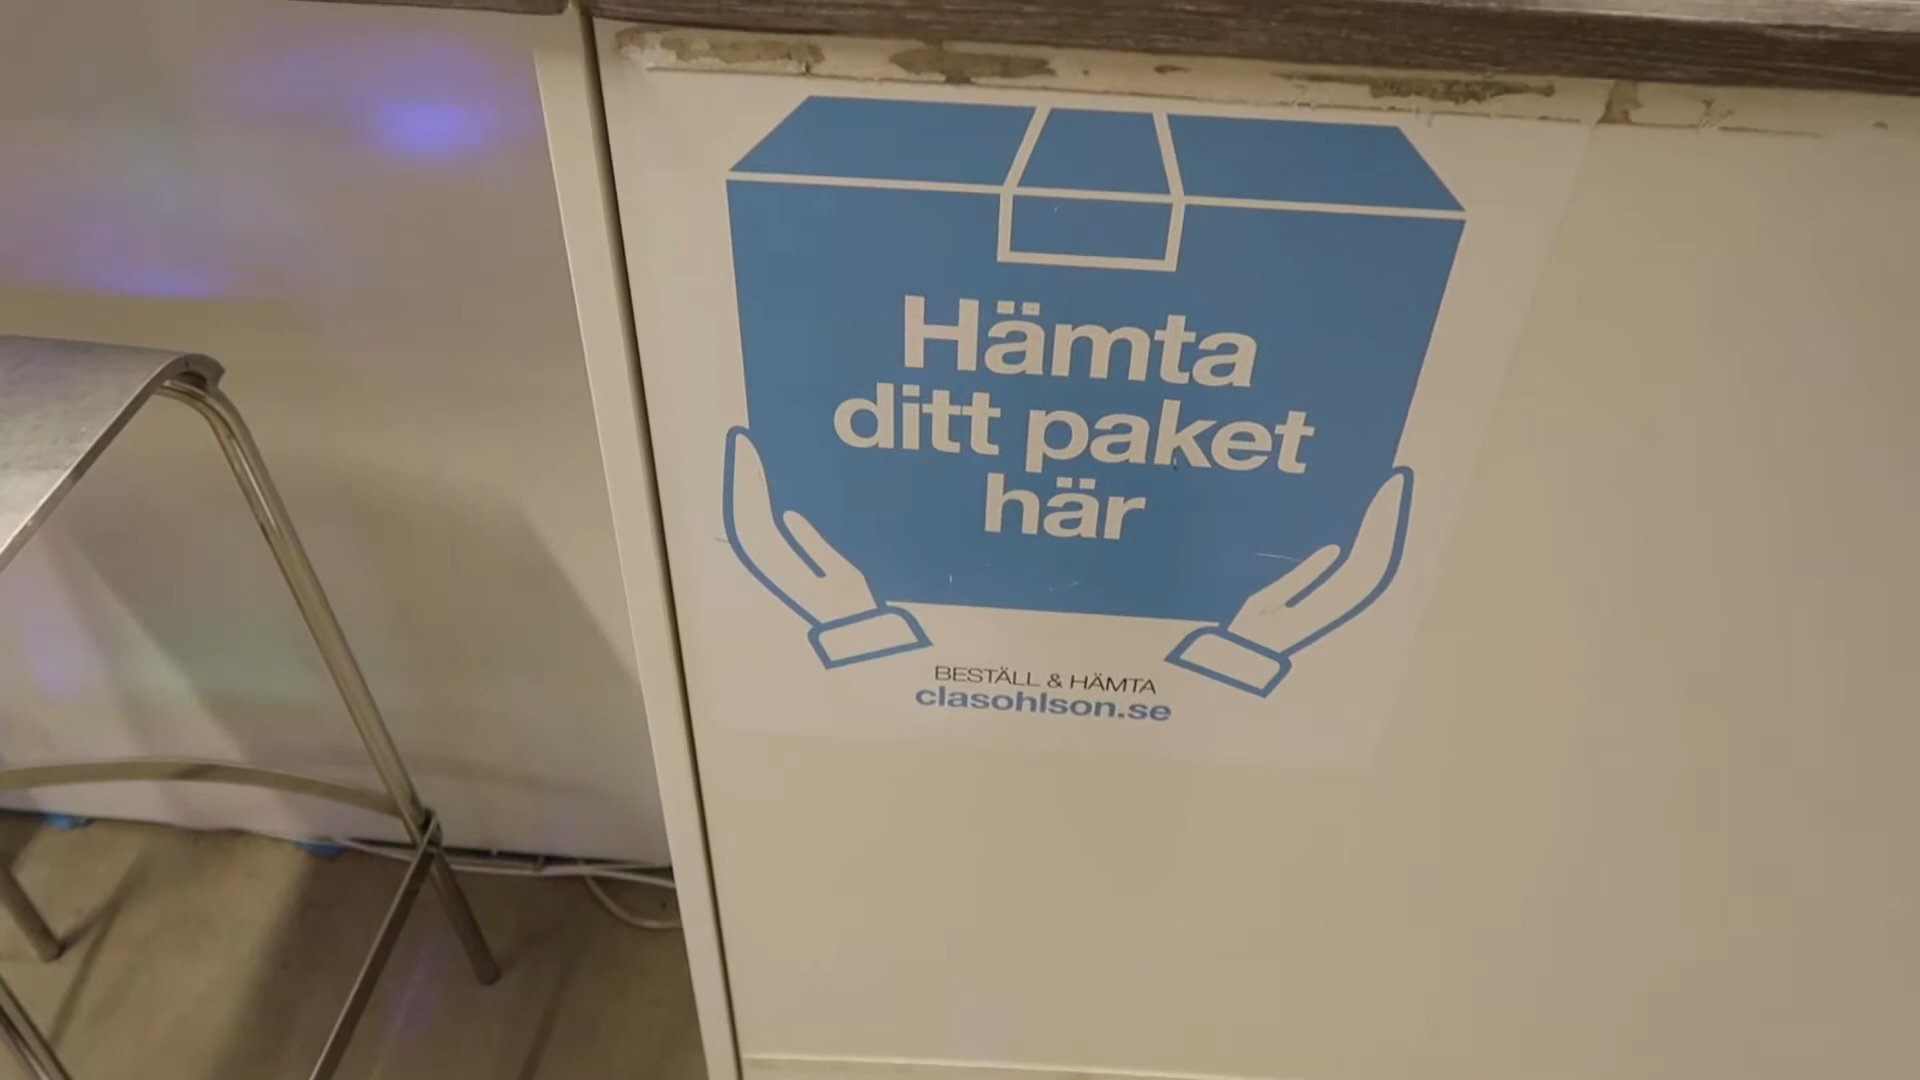 Hämta
ditt paket
här
BESTÄLL & HÄMTA
clasohlson.se